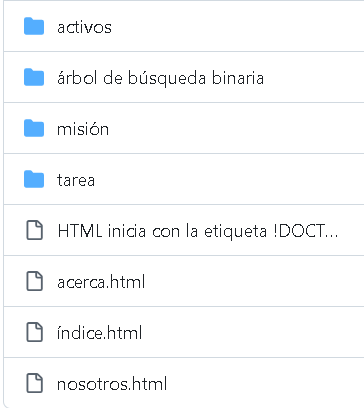 activos
árbol de búsqueda binaria
misión
tarea
HTML inicia con la etiqueta !DOCT...
acerca.html
índice.html
nosotros.html